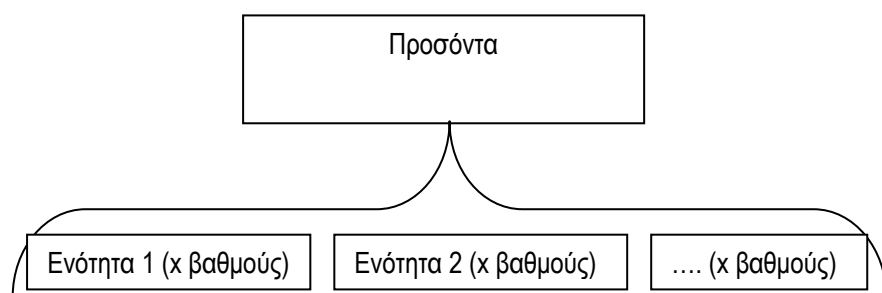 Προσόντα
Ενότητα 1 (x βαθμούς)
Ενότητα 2 (x βαθμούς)
…. (x βαθμούς)